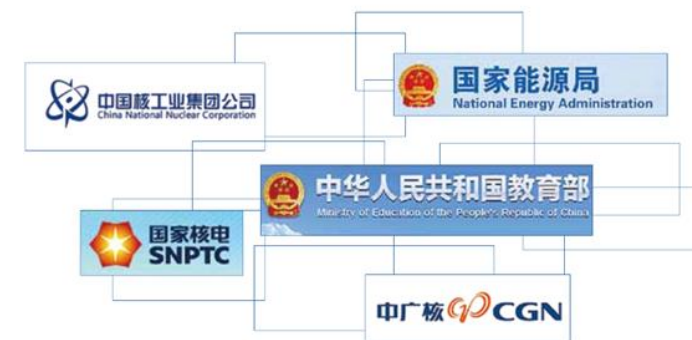 中国核工业集团公司
China National Nuclear Corporation
国家能源局
National Energy Administration
中华人民共和国教育部
Ministry of Education of the People's Republic of China
国家核电
SNPTC
中广核 CGN